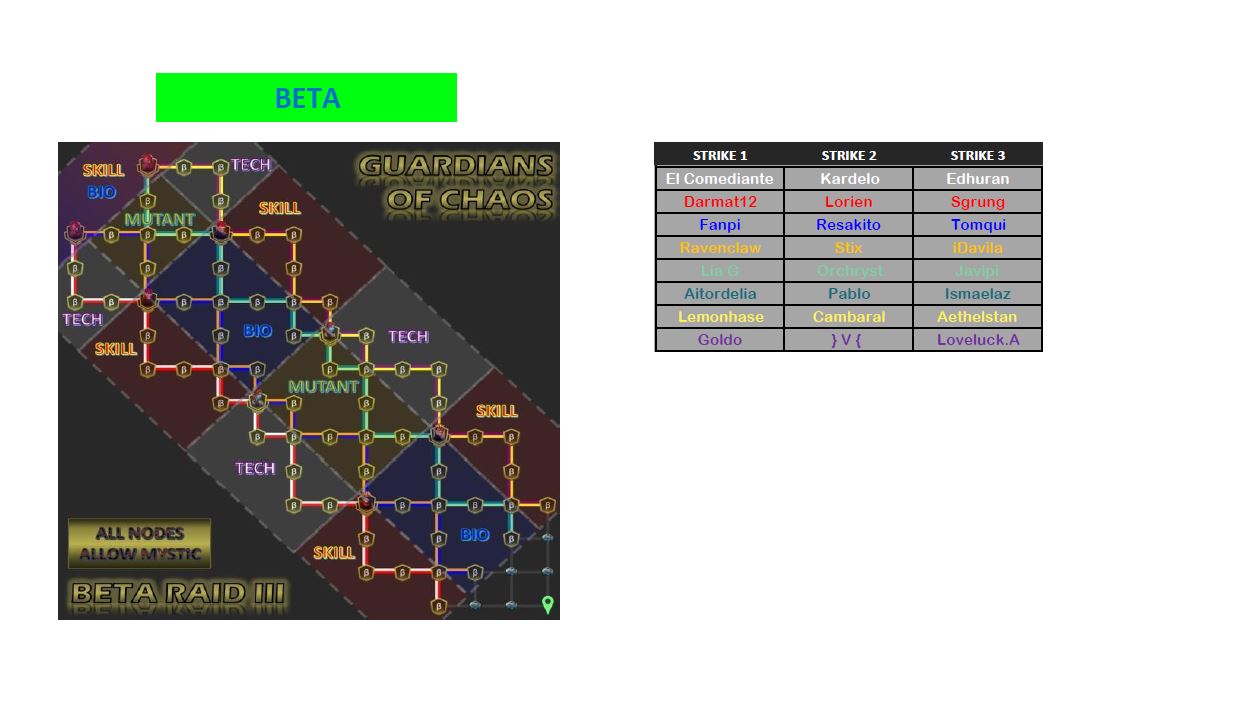 BETA
GUARDIANS
OF CHAOS
SKILL
BIO
TECH
MUTANT
SKILL
TECH
SKILL
BIO
TECH
MUTANT
SKILL
TECH
SKILL
BIO
ALL NODES
ALLOW MYSTIC
BETA RAID III
STRIKE 1 STRIKE 2 STRIKE 3
El Comediante Kardelo Edhuran
Darmat12 Lorien Sgrung
Fanpi Resakito Tomqui
Ravenclaw Stix iDavila
Lia G Orchryst Javipi
Aitordelia Pablo Ismaelaz
Lemonhase Cambaral Aethelstan
Goldo } V { Loveluck.A